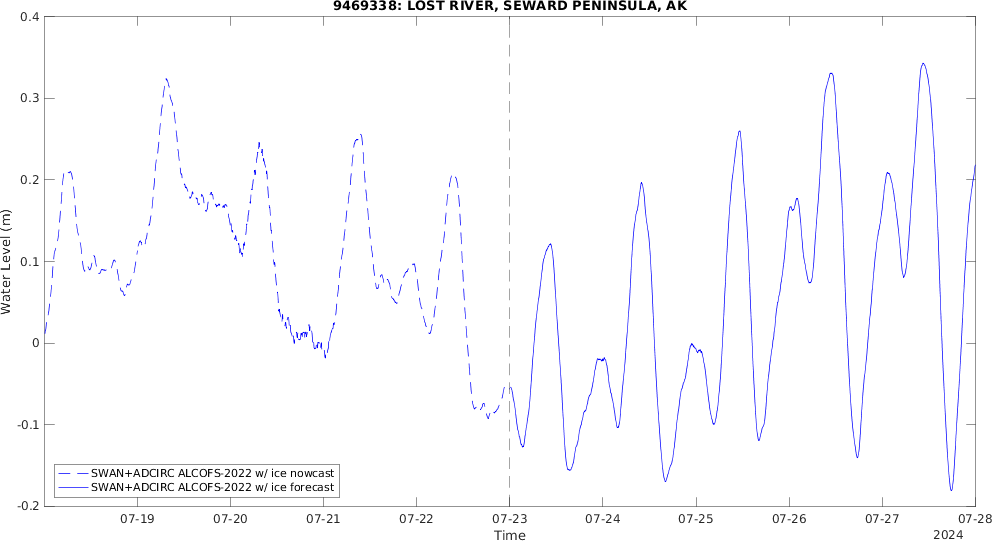 9469338: LOST RIVER, SEWARD PENINSULA, AK
0.4
0.3
0.2
0.1
0
-0.1
-0.2
Water Level (m)
SWAN+ADCIRC ALCOFS-2022 w/ ice nowcast
SWAN+ADCIRC ALCOFS-2022 w/ ice forecast
07-19 07-20 07-21 07-22 07-23 07-24 07-25 07-26 07-27 07-28
Time
2024